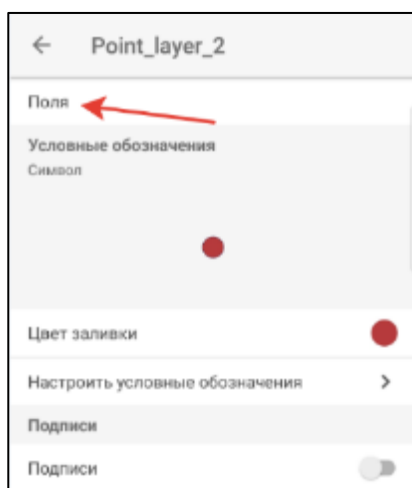 Point_layer_2
Поля
Условные обозначения
Символ
Цвет заливки
Настроить условные обозначения
Подписи
Подписи